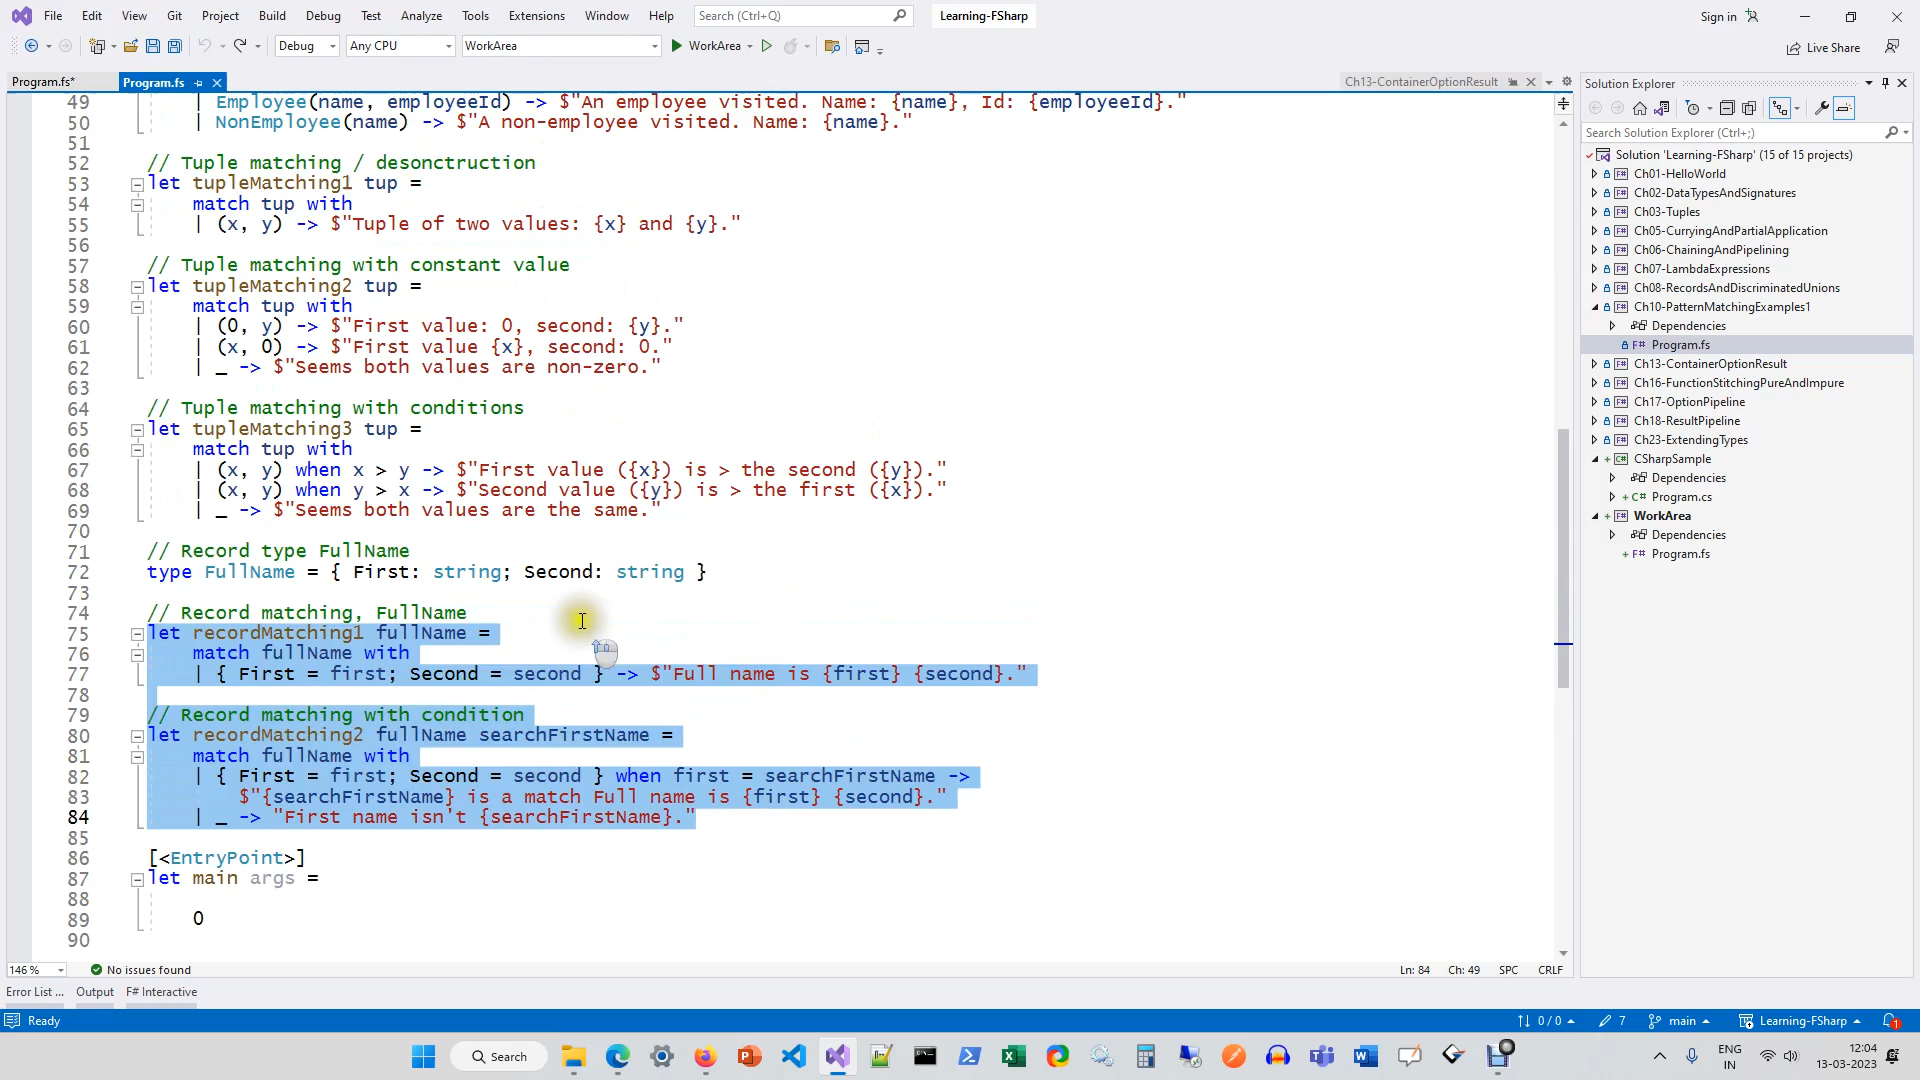 File Edit View Git Project Build Debug Test Analyze Tools Extensions Window Help Search (Ctrl+Q) Learning-FSharp Sign in
Debug Any CPU WorkArea WorkArea Live Share
Program.fs* Program.fs Ch13-ContainerOptionResult
49 | Employee(name, employeeId) -> $"An employee visited. Name: {name}, Id: {employeeId}."
50 | NonEmployee(name) -> $"A non-employee visited. Name: {name}."
51
52 // Tuple matching / desonctruction
53 let tupleMatching1 tup =
54 match tup with
55 | (x, y) -> $"Tuple of two values: {x} and {y}."
56
57 // Tuple matching with constant value
58 let tupleMatching2 tup =
59 match tup with
60 | (0, y) -> $"First value: 0, second: {y}."
61 | (x, 0) -> $"First value {x}, second: 0."
62 | _ -> $"Seems both values are non-zero."
63
64 // Tuple matching with conditions
65 let tupleMatching3 tup =
66 match tup with
67 | (x, y) when x > y -> $"First value ({x}) is > the second ({y})."
68 | (x, y) when y > x -> $"Second value ({y}) is > the first ({x})."
69 | _ -> $"Seems both values are the same."
70
71 // Record type FullName
72 type FullName = { First: string; Second: string }
73
74 // Record matching, FullName
75 let recordMatching1 fullName =
76 match fullName with
77 | { First = first; Second = second } -> $"Full name is {first} {second}."
78
79 // Record matching with condition
80 let recordMatching2 fullName searchFirstName =
81 match fullName with
82 | { First = first; Second = second } when first = searchFirstName ->
83 $"{searchFirstName} is a match Full name is {first} {second}."
84 | _ -> "First name isn't {searchFirstName}."
85
86 [<EntryPoint>]
87 let main args =
88
89 0
90
146 % No issues found Ln: 84 Ch: 49 SPC CRLF
Error List ... Output F# Interactive
Solution Explorer
Search Solution Explorer (Ctrl+;)
Solution 'Learning-FSharp' (15 of 15 projects)
Ch01-HelloWorld
Ch02-DataTypesAndSignatures
Ch03-Tuples
Ch05-CurryingAndPartialApplication
Ch06-ChainingAndPipelining
Ch07-LambdaExpressions
Ch08-RecordsAndDiscriminatedUnions
Ch10-PatternMatchingExamples1
Dependencies
Program.fs
Ch13-ContainerOptionResult
Ch16-FunctionStitchingPureAndImpure
Ch17-OptionPipeline
Ch18-ResultPipeline
Ch23-ExtendingTypes
CSharpSample
Dependencies
Program.cs
WorkArea
Dependencies
Program.fs
Ready 0 / 0 7 main Learning-FSharp 1
Search ENG IN 12:04 13-03-2023